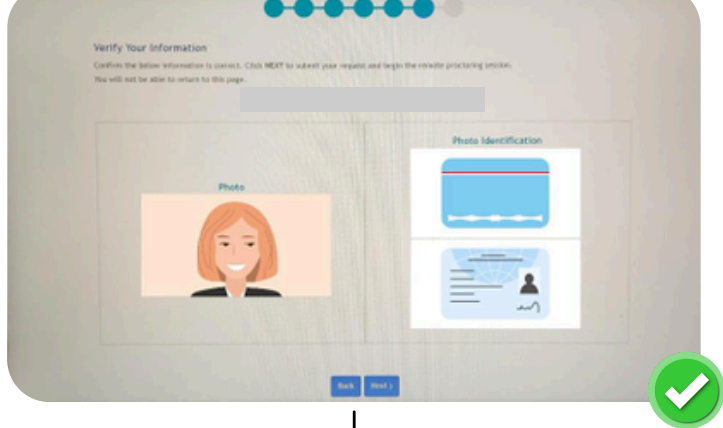 Verify Your Information
Confirm the below information is correct. Click NEXT to submit your request and begin the remote proctoring session.
You will not be able to return to this page.
Photo Identification
Photo
Back
Next >